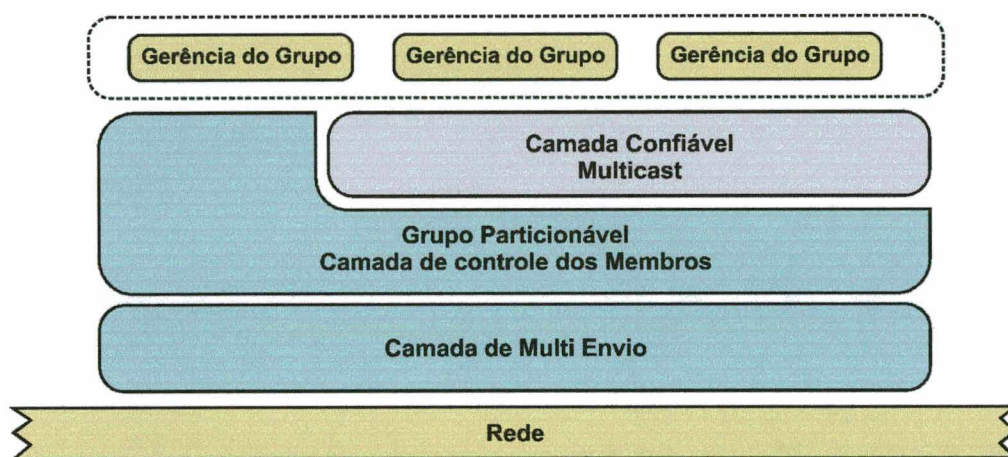 Gerência do Grupo Gerência do Grupo Gerência do Grupo
Camada Confiável
Multicast
Grupo Particionável
Camada de controle dos Membros
Camada de Multi Envio
Rede